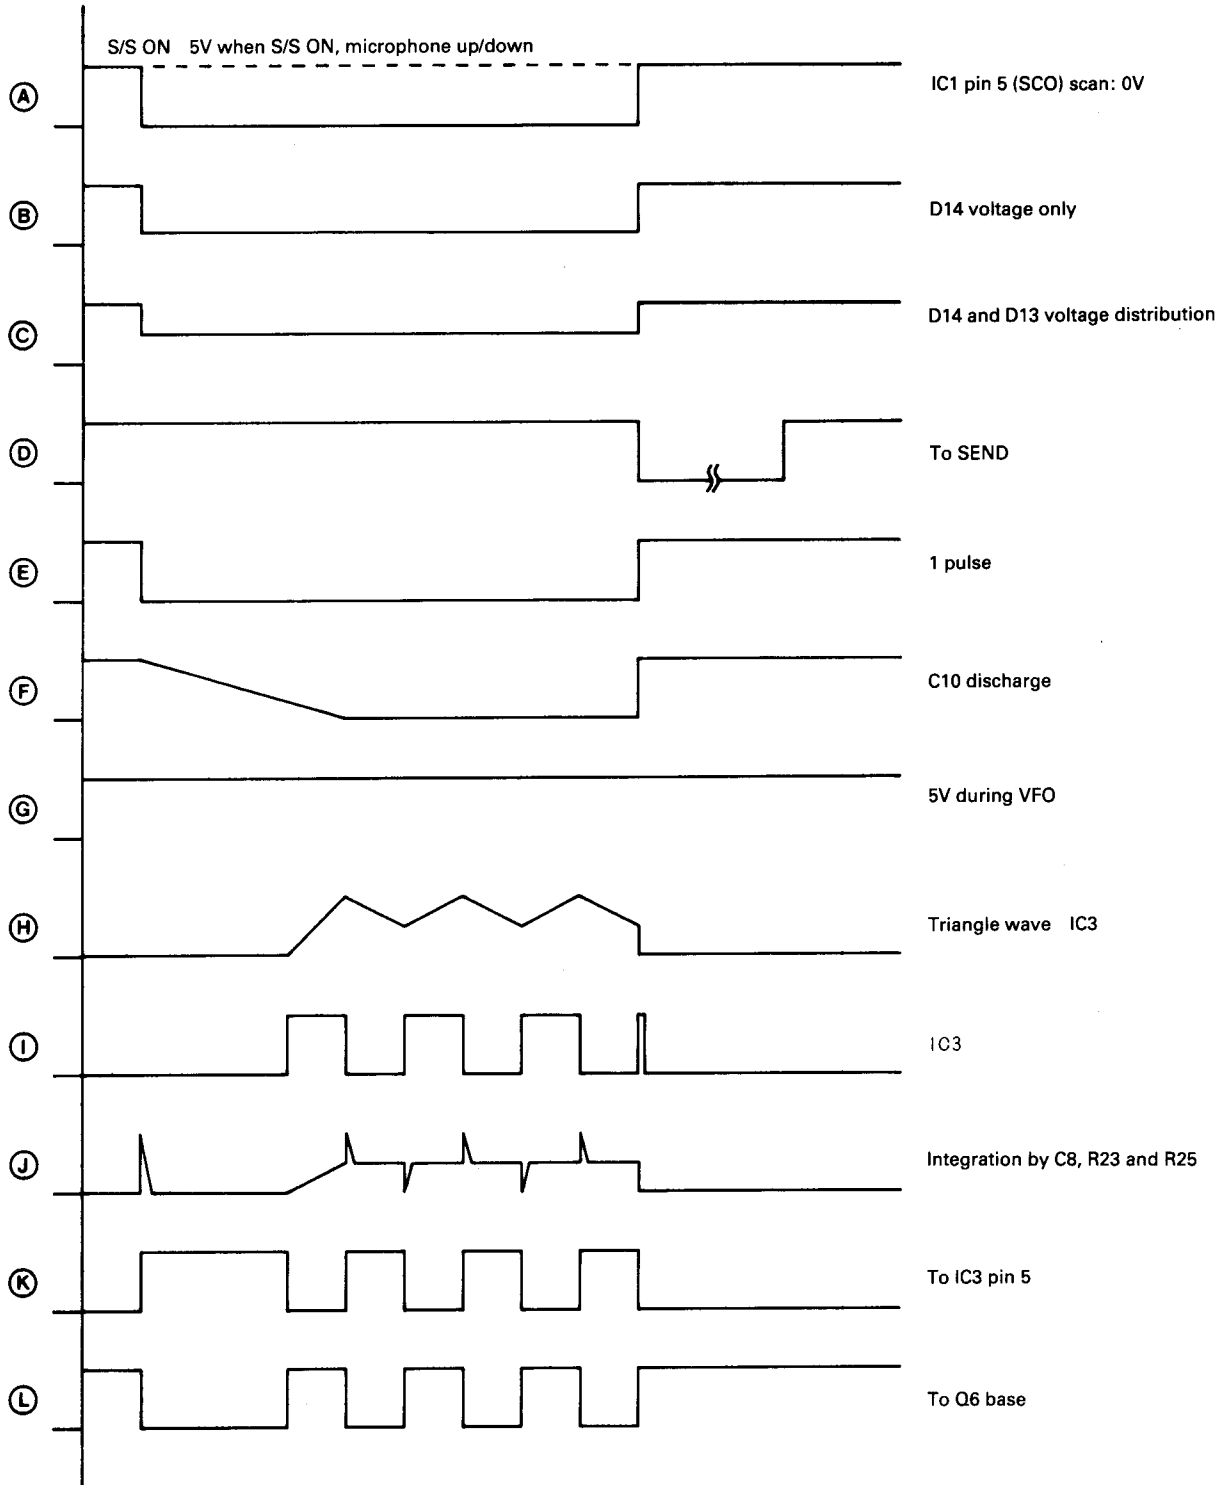 S/S ON 5V when S/S ON, microphone up/down
A
IC1 pin 5 (SCO) scan: 0V
B
D14 voltage only
C
D14 and D13 voltage distribution
D
To SEND
E
1 pulse
F
C10 discharge
G
5V during VFO
H
Triangle wave IC3
I
IC3
J
Integration by C8, R23 and R25
K
To IC3 pin 5
L
To Q6 base